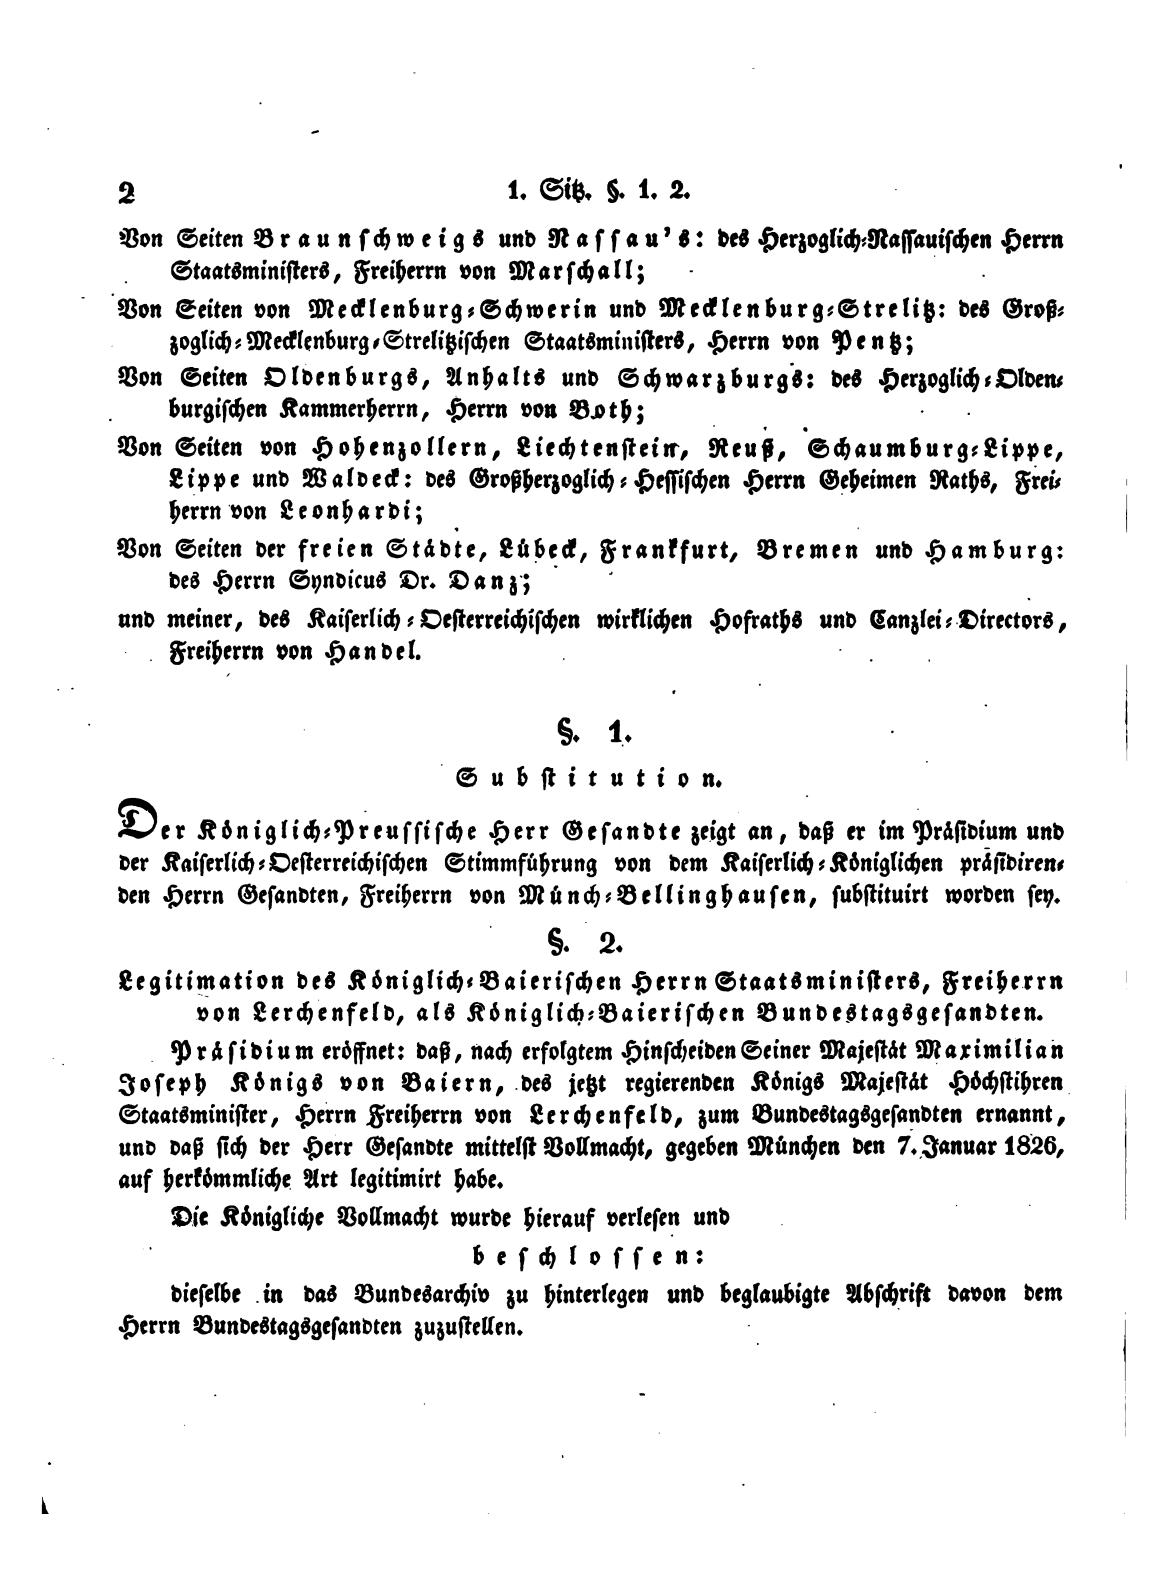 2 1. Sitz. §. 1. 2.
Von Seiten Braunschweigs und Nassau's: des Herzoglich-Nassauischen Herrn
Staatsministers, Freiherrn von Marschall;
Von Seiten von Mecklenburg-Schwerin und Mecklenburg-Strelitz: des Groß-
zoglich-Mecklenburg-Strelitzischen Staatsministers, Herrn von Pentz;
Von Seiten Oldenburgs, Anhalts und Schwarzburgs: des Herzoglich-Olden-
burgischen Kammerherrn, Herrn von Both;
Von Seiten von Hohenzollern, Liechtenstein, Reuß, Schaumburg-Lippe,
Lippe und Waldeck: des Großherzoglich-Hessischen Herrn Geheimen Raths, Frei-
herrn von Leonhardi;
Von Seiten der freien Städte, Lübeck, Frankfurt, Bremen und Hamburg:
des Herrn Syndicus Dr. Danz;
und meiner, des Kaiserlich-Oesterreichischen wirklichen Hofraths und Canzlei-Directors,
Freiherrn von Handel.
§. 1.
Substitution.
Der Königlich-Preussische Herr Gesandte zeigt an, daß er im Präsidium und
der Kaiserlich-Oesterreichischen Stimmführung von dem Kaiserlich-Königlichen präsidiren-
den Herrn Gesandten, Freiherrn von Münch-Bellinghausen, substituirt worden sey.
§. 2.
Legitimation des Königlich-Baierischen Herrn Staatsministers, Freiherrn
von Lerchenfeld, als Königlich-Baierischen Bundestagsgesandten.
Präsidium eröffnet: daß, nach erfolgtem Hinscheiden Seiner Majestät Maximilian
Joseph Königs von Baiern, des jetzt regierenden Königs Majestät Höchstihren
Staatsminister, Herrn Freiherrn von Lerchenfeld, zum Bundestagsgesandten ernannt,
und daß sich der Herr Gesandte mittelst Vollmacht, gegeben München den 7. Januar 1826,
auf herkömmliche Art legitimirt habe.
Die Königliche Vollmacht wurde hierauf verlesen und
beschlossen:
dieselbe in das Bundesarchiv zu hinterlegen und beglaubigte Abschrift davon dem
Herrn Bundestagsgesandten zuzustellen.